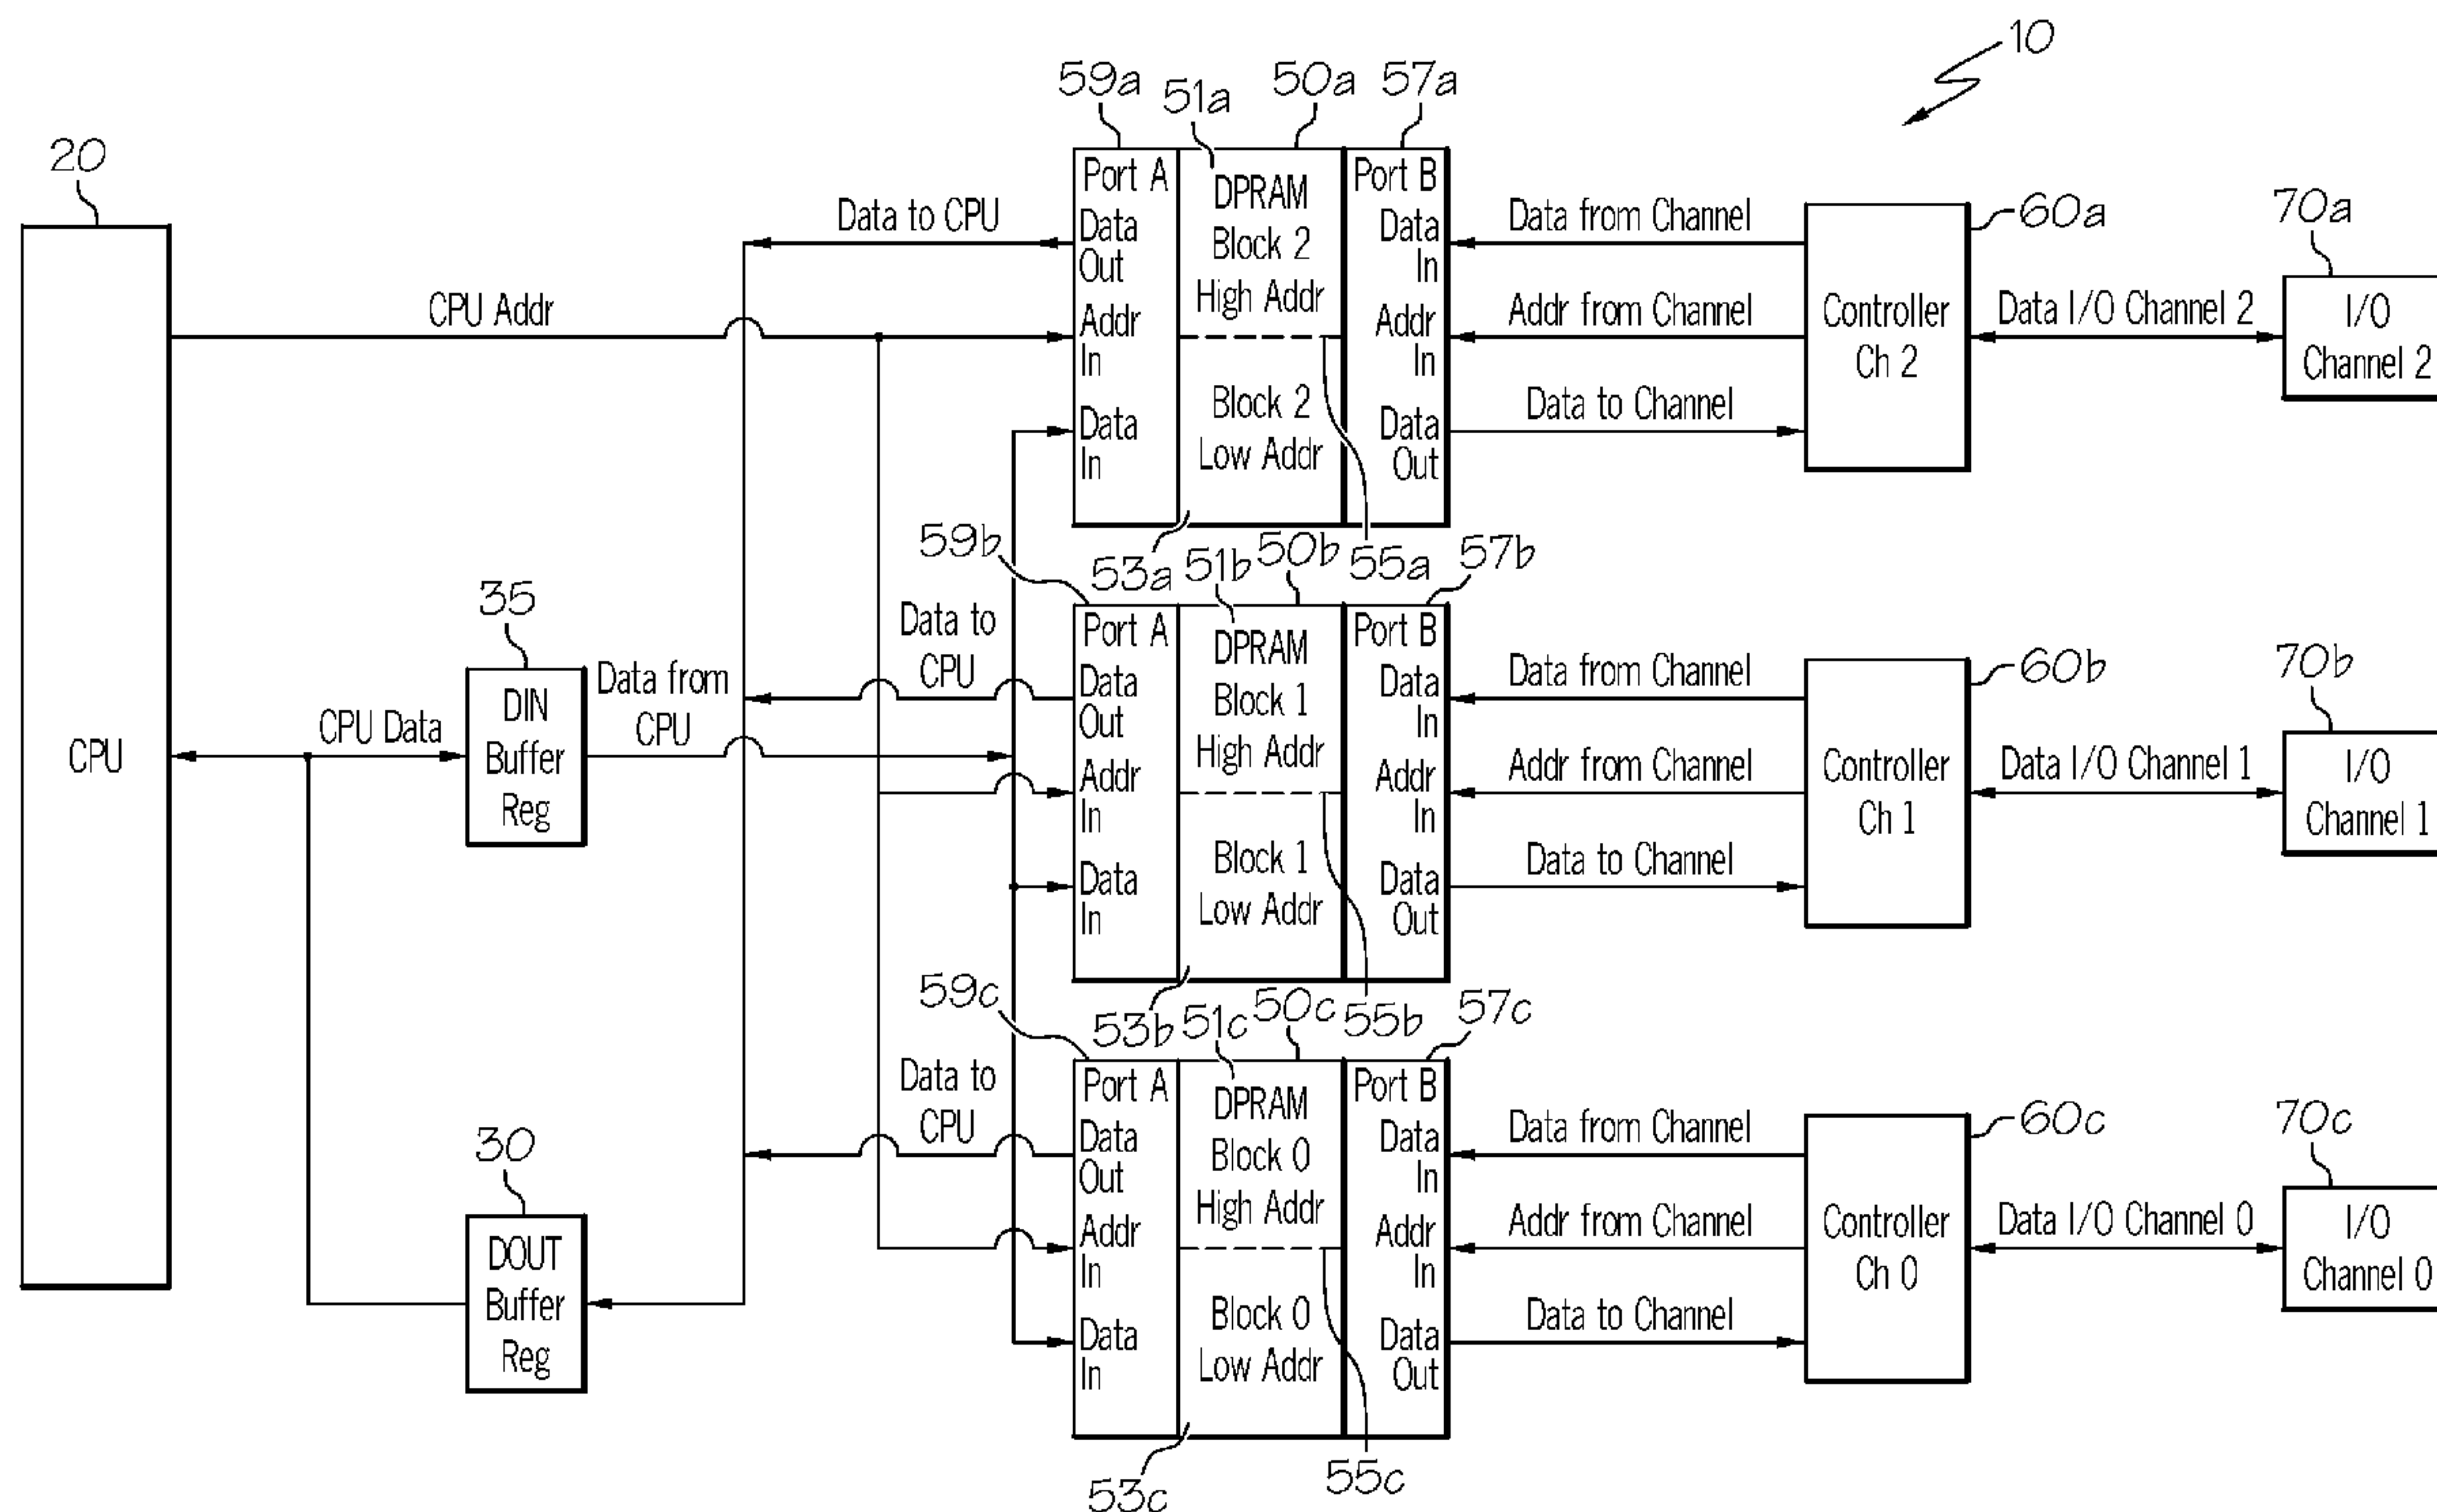 10
59a
51a
50a
57a
20
Port A
DPRAM
Port B
60a
70a
Data to CPU
Data
Out
Block 2
Data
In
Data from Channel
CPU Addr
High Addr
Addr
In
Addr
In
Addr from Channel
Controller
Ch 2
Data I/O Channel 2
I/O
Channel 2
Block 2
Low Addr
Data
In
Data
Out
Data to Channel
59b
53a
51b
50b
55a
57b
35
Data to
CPU
Port A
DPRAM
Port B
60b
70b
Data
Out
Block 1
Data
In
Data from Channel
CPU
CPU Data
DIN
Buffer
Reg
Data from
CPU
High Addr
Addr
In
Addr
In
Addr from Channel
Controller
Ch 1
Data I/O Channel 1
I/O
Channel 1
Block 1
Low Addr
Data
In
Data
Out
Data to Channel
59c
53b
51c
50c
55b
57c
Data to
CPU
Port A
DPRAM
Port B
60c
70c
30
Data
Out
Block 0
Data
In
Data from Channel
DOUT
Buffer
Reg
High Addr
Addr
In
Addr
In
Addr from Channel
Controller
Ch 0
Data I/O Channel 0
I/O
Channel 0
Block 0
Low Addr
Data
In
Data
Out
Data to Channel
53c
55c